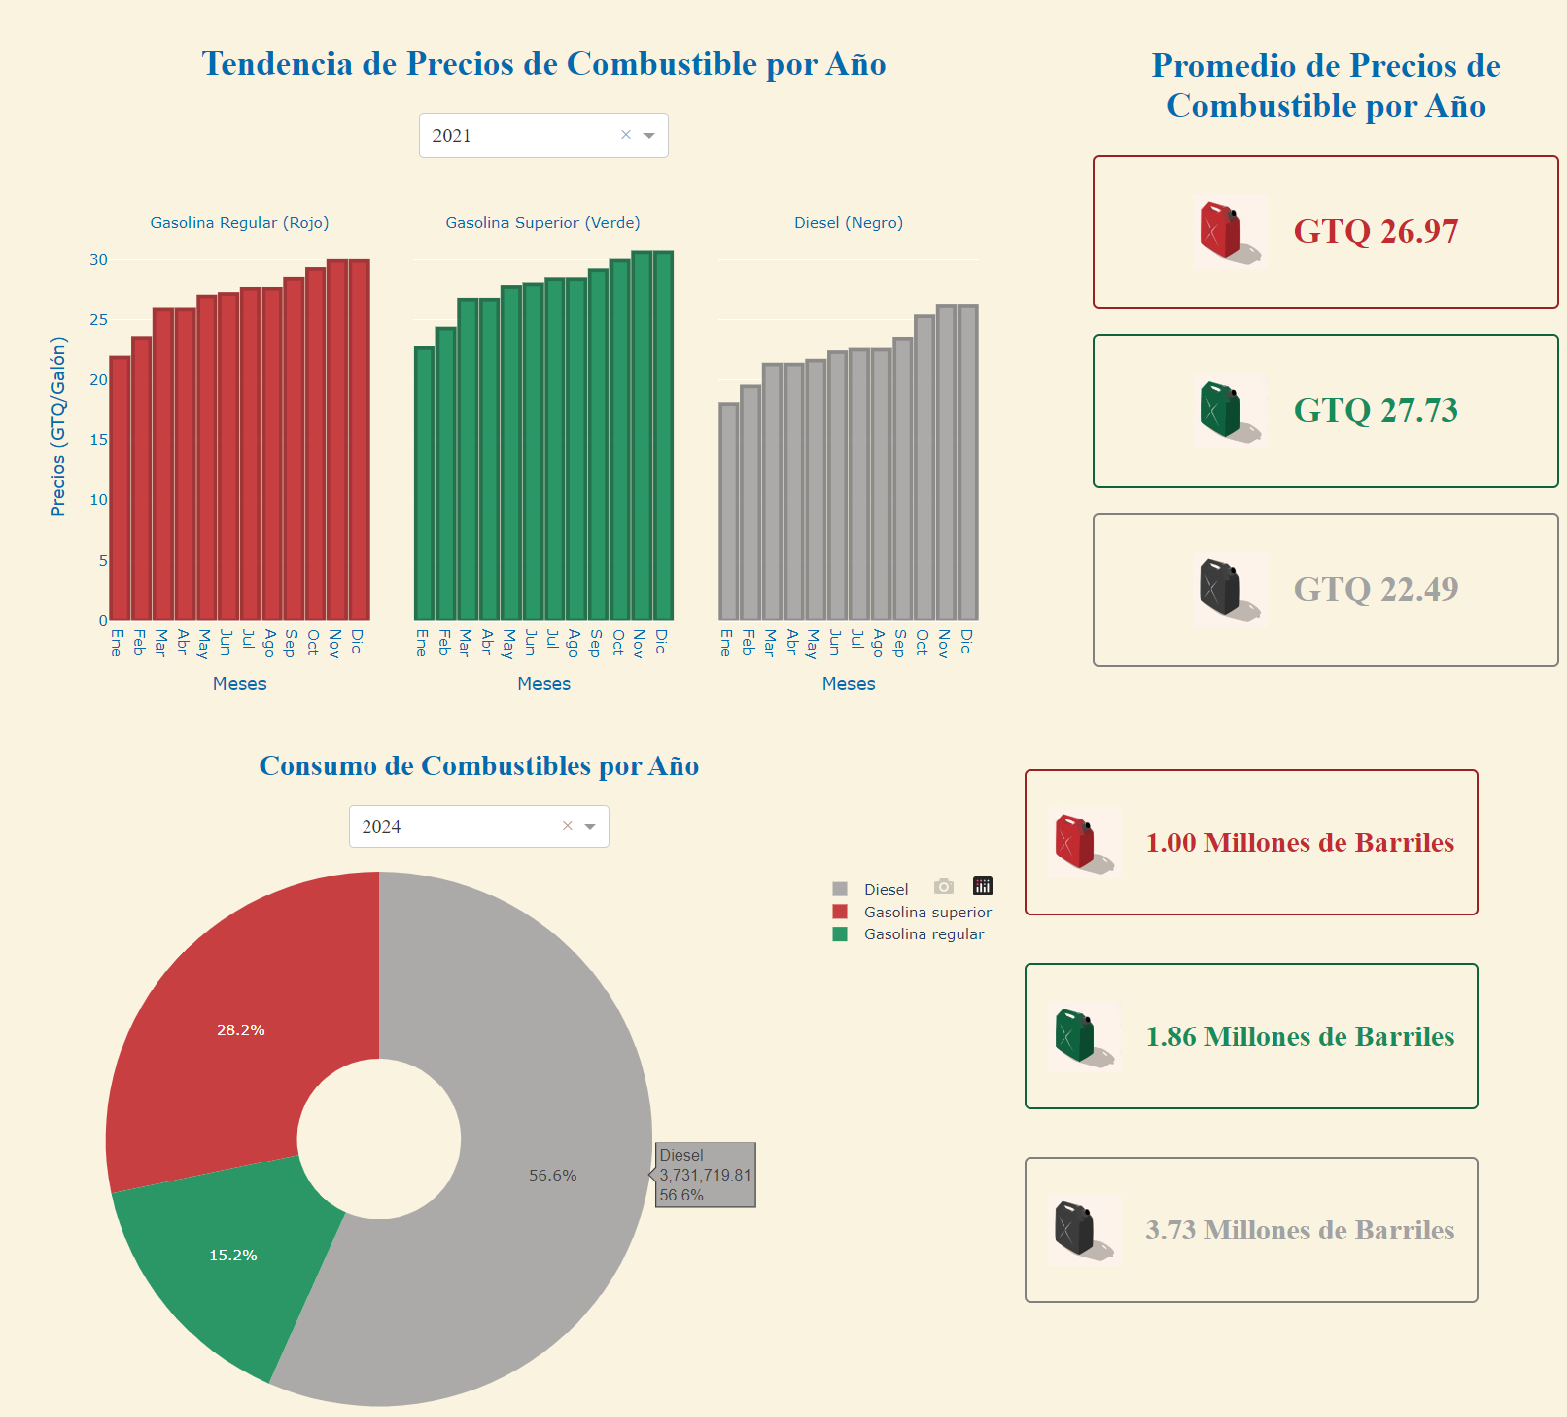 Tendencia de Precios de Combustible por Año
2021
Gasolina Regular (Rojo)
Gasolina Superior (Verde)
Diesel (Negro)
Precios (GTQ/Galón)
30
25
20
15
10
5
0
Ene Feb Mar Abr May Jun Jul Ago Sep Oct Nov Dic
Meses
Ene Feb Mar Abr May Jun Jul Ago Sep Oct Nov Dic
Meses
Ene Feb Mar Abr May Jun Jul Ago Sep Oct Nov Dic
Meses
Promedio de Precios de
Combustible por Año
GTQ 26.97
GTQ 27.73
GTQ 22.49
Consumo de Combustibles por Año
2024
Diesel
Gasolina superior
Gasolina regular
28.2%
56.6%
15.2%
Diesel
3,731,719.81
56.6%
1.00 Millones de Barriles
1.86 Millones de Barriles
3.73 Millones de Barriles